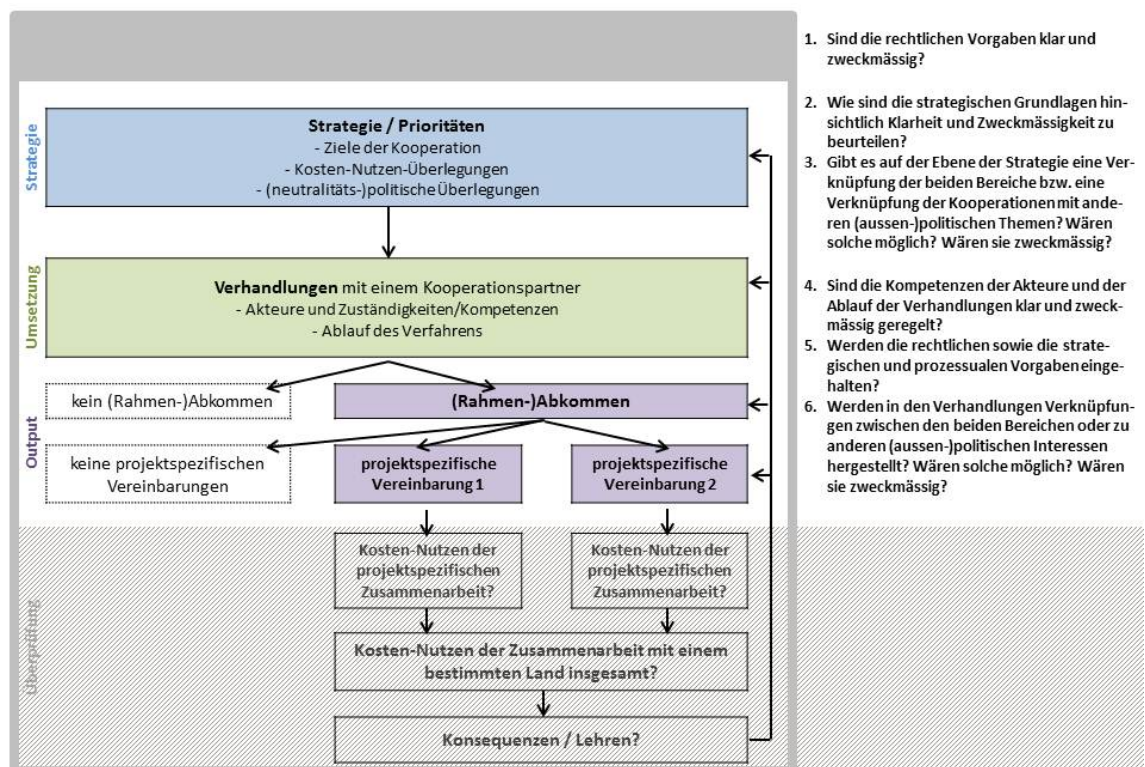 Strategie
Strategie / Prioritäten
- Ziele der Kooperation
- Kosten-Nutzen-Überlegungen
- (neutralitäts-)politische Überlegungen
Umsetzung
Verhandlungen mit einem Kooperationspartner
- Akteure und Zuständigkeiten/Kompetenzen
- Ablauf des Verfahrens
Output
kein (Rahmen-)Abkommen
(Rahmen-)Abkommen
keine projektspezifischen
Vereinbarungen
projektspezifische
Vereinbarung 1
projektspezifische
Vereinbarung 2
Überprüfung
Kosten-Nutzen der
projektspezifischen
Zusammenarbeit?
Kosten-Nutzen der
projektspezifischen
Zusammenarbeit?
Kosten-Nutzen der Zusammenarbeit mit einem
bestimmten Land insgesamt?
Konsequenzen / Lehren?
1. Sind die rechtlichen Vorgaben klar und
zweckmässig?
2. Wie sind die strategischen Grundlagen hin-
sichtlich Klarheit und Zweckmässigkeit zu
beurteilen?
3. Gibt es auf der Ebene der Strategie eine Ver-
knüpfung der beiden Bereiche bzw. eine
Verknüpfung der Kooperationen mit ande-
ren (aussen-)politischen Themen? Wären
solche möglich? Wären sie zweckmässig?
4. Sind die Kompetenzen der Akteure und der
Ablauf der Verhandlungen klar und zweck-
mässig geregelt?
5. Werden die rechtlichen sowie die strate-
gischen und prozessualen Vorgaben einge-
halten?
6. Werden in den Verhandlungen Verknüpfun-
gen zwischen den beiden Bereichen oder zu
anderen (aussen-)politischen Interessen
hergestellt? Wären solche möglich? Wären
sie zweckmässig?